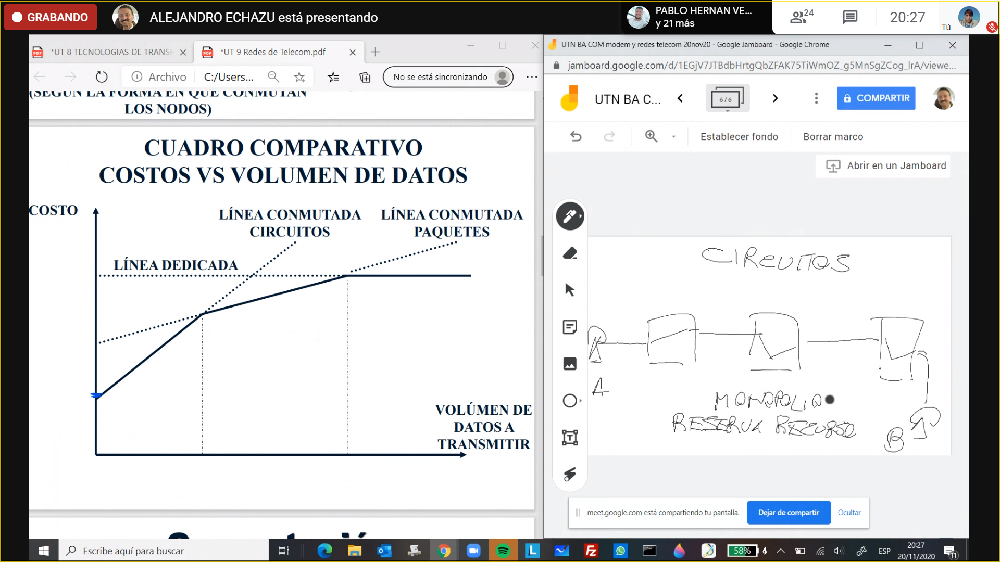 GRABANDO
ALEJANDRO ECHAZU está presentando
PABLO HERNAN VE...
y 21 más
24
20:27
Tú
*UT 8 TECNOLOGIAS DE TRANSF
*UT 9 Redes de Telecom.pdf
UTN BA COM modem y redes telecom 20nov20 - Google Jamboard - Google Chrome
Archivo
C:/Users...
No se está sincronizando
jamboard.google.com/d/1EGjV7JTBdbHrtgQbZFAK75TiWmOZ_g5MnSgZCog_lrA/viewe...
UTN BA C...
6 / 6
COMPARTIR
Establecer fondo
Borrar marco
Abrir en un Jamboard
(SEGÚN LA FORMA EN QUE CONMUTAN
LOS NODOS)
CUADRO COMPARATIVO
COSTOS VS VOLUMEN DE DATOS
COSTO
LÍNEA CONMUTADA
CIRCUITOS
LÍNEA CONMUTADA
PAQUETES
LÍNEA DEDICADA
VOLÚMEN DE
DATOS A
TRANSMITIR
CIRCUITOS
A
MONOPOLIO
RESERVA RECURSO
B
meet.google.com está compartiendo tu pantalla.
Dejar de compartir
Ocultar
Escribe aquí para buscar
58%
ESP
20:27
20/11/2020
11